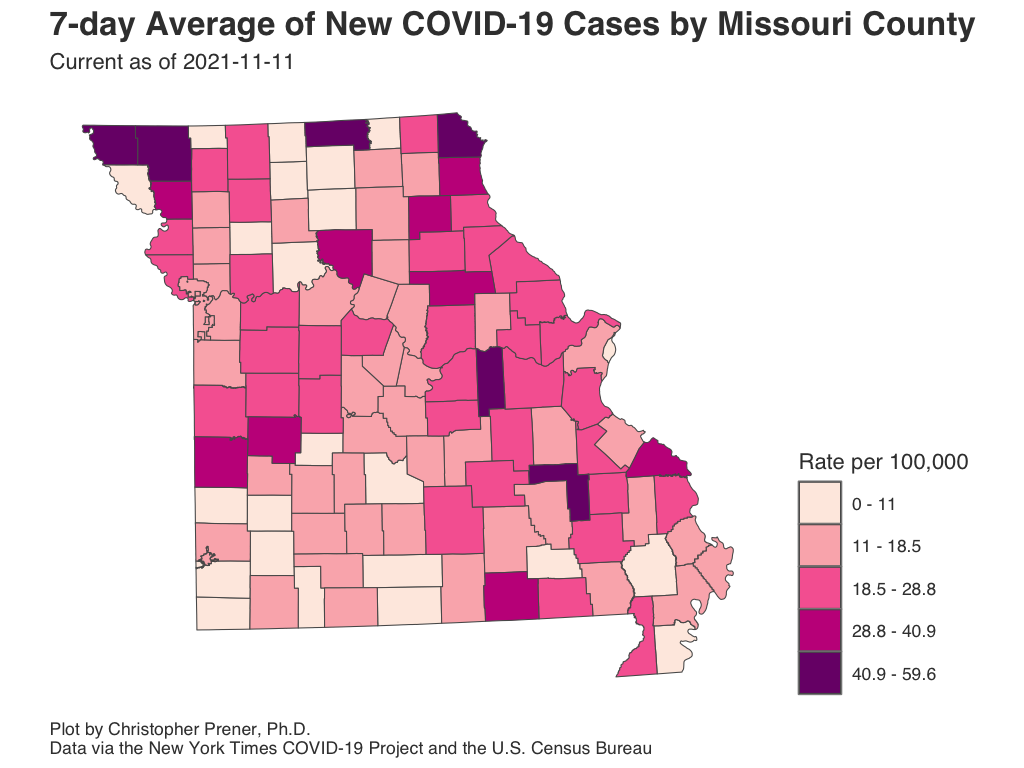 7-day Average of New COVID-19 Cases by Missouri County
Current as of 2021-11-11
Rate per 100,000
0 - 11
11 - 18.5
18.5 - 28.8
28.8 - 40.9
40.9 - 59.6
Plot by Christopher Prener, Ph.D.
Data via the New York Times COVID-19 Project and the U.S. Census Bureau